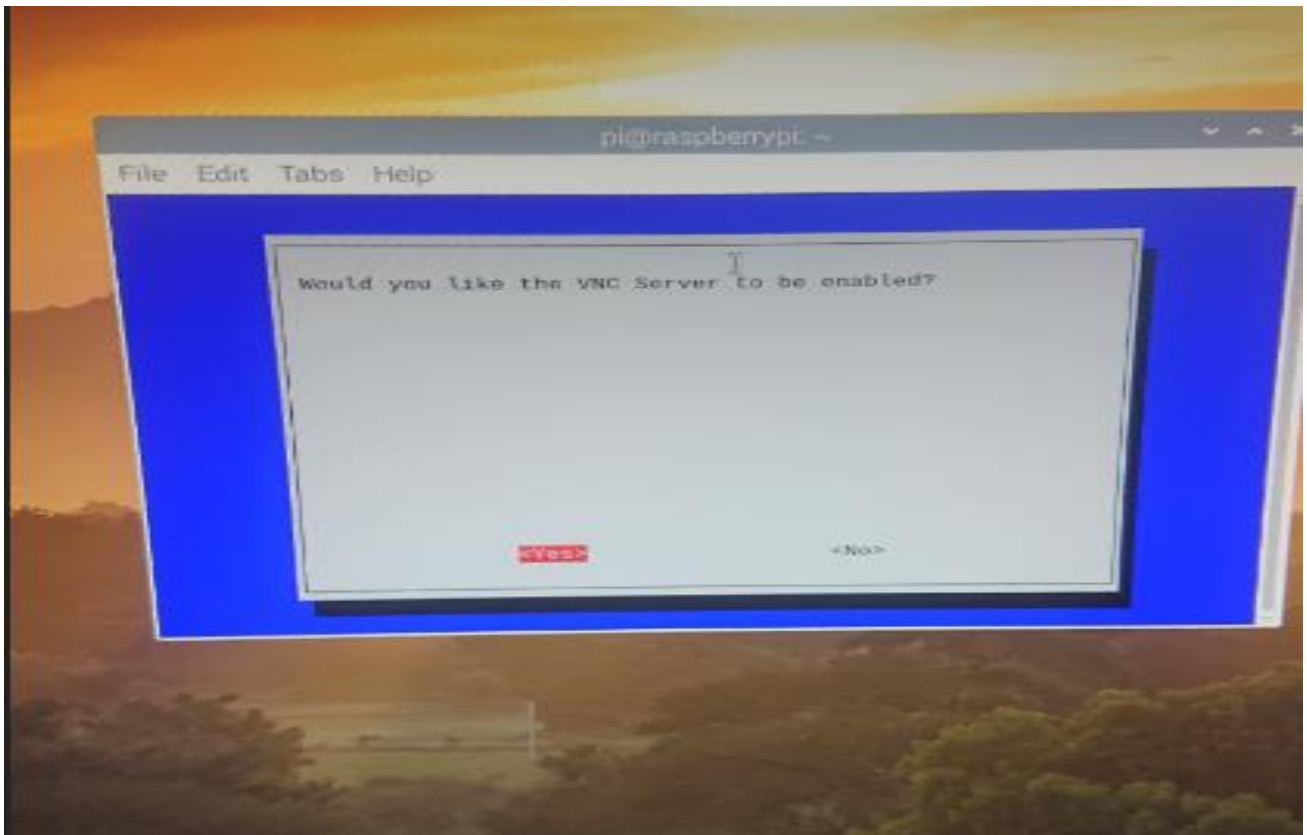 pi@raspberrypi: ~
File Edit Tabs Help
Would you like the VNC Server to be enabled?
<Yes>
<No>